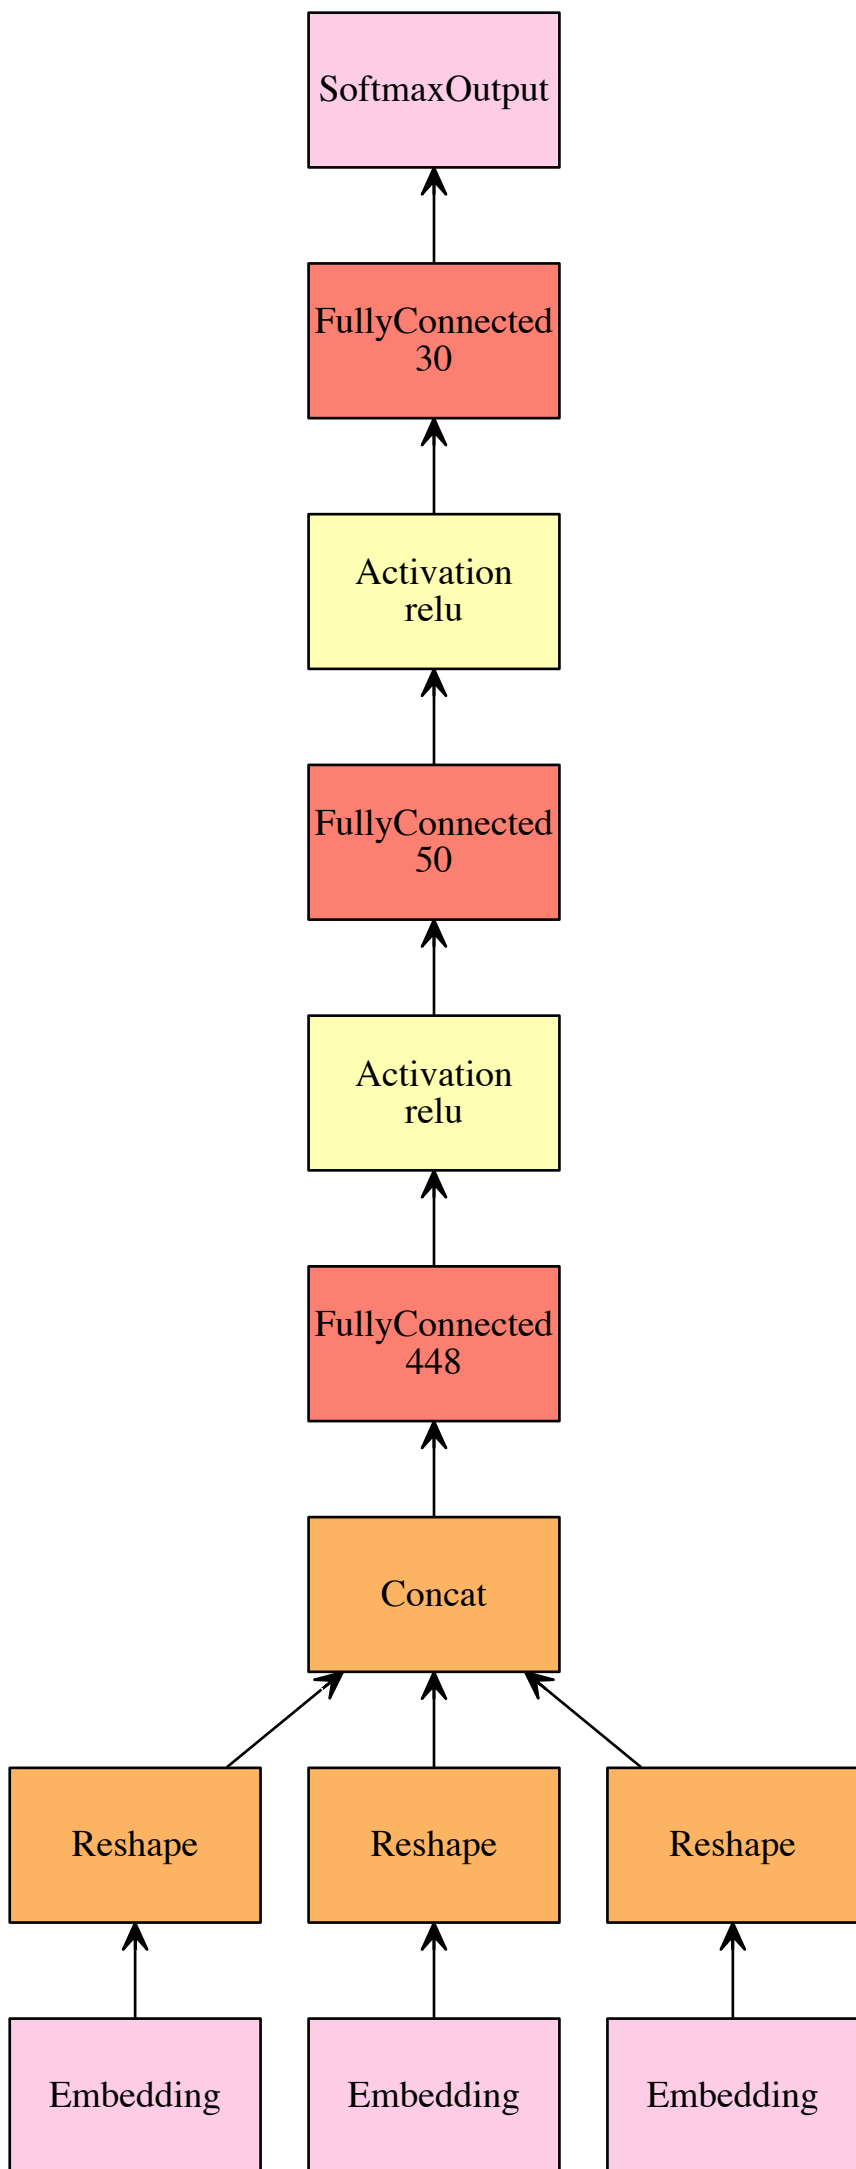 SoftmaxOutput
FullyConnected
30
Activation
relu
FullyConnected
50
Activation
relu
FullyConnected
448
Concat
Reshape
Reshape
Reshape
Embedding
Embedding
Embedding